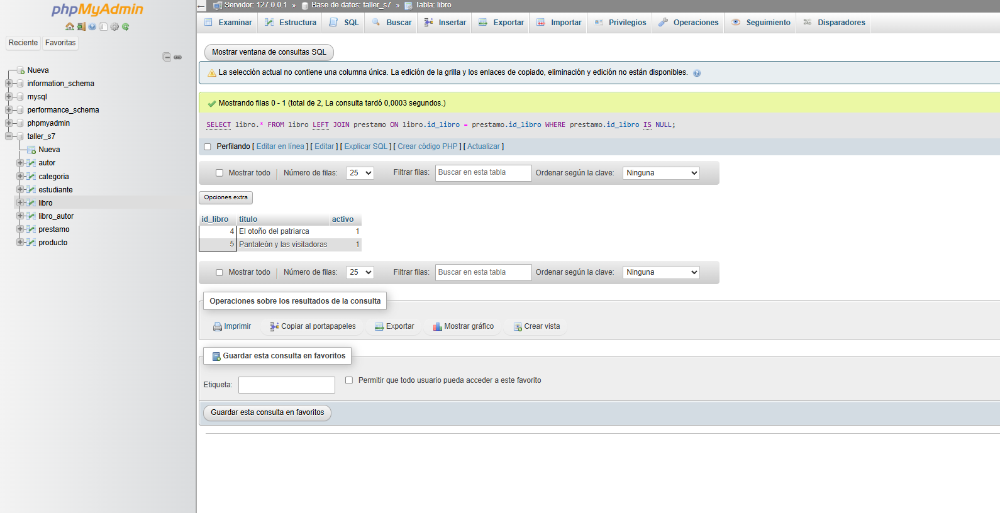 phpMyAdmin
Reciente Favoritas
Nueva
information_schema
mysql
performance_schema
phpmyadmin
taller_s7
Nueva
autor
categoria
estudiante
libro
libro_autor
prestamo
producto
Servidor: 127.0.0.1 » Base de datos: taller_s7 » Tabla: libro
Examinar Estructura SQL Buscar Insertar Exportar Importar Privilegios Operaciones Seguimiento Disparadores
Mostrar ventana de consultas SQL
La selección actual no contiene una columna única. La edición de la grilla y los enlaces de copiado, eliminación y edición no están disponibles.
Mostrando filas 0 - 1 (total de 2, La consulta tardó 0,0003 segundos.)
SELECT libro.* FROM libro LEFT JOIN prestamo ON libro.id_libro = prestamo.id_libro WHERE prestamo.id_libro IS NULL;
Perfilando [ Editar en línea ] [ Editar ] [ Explicar SQL ] [ Crear código PHP ] [ Actualizar ]
Mostrar todo | Número de filas: 25 Filtrar filas: Buscar en esta tabla Ordenar según la clave: Ninguna
Opciones extra
id_libro titulo activo
4 El otoño del patriarca 1
5 Pantaleón y las visitadoras 1
Mostrar todo | Número de filas: 25 Filtrar filas: Buscar en esta tabla Ordenar según la clave: Ninguna
Operaciones sobre los resultados de la consulta
Imprimir Copiar al portapapeles Exportar Mostrar gráfico Crear vista
Guardar esta consulta en favoritos
Etiqueta: Permitir que todo usuario pueda acceder a este favorito
Guardar esta consulta en favoritos